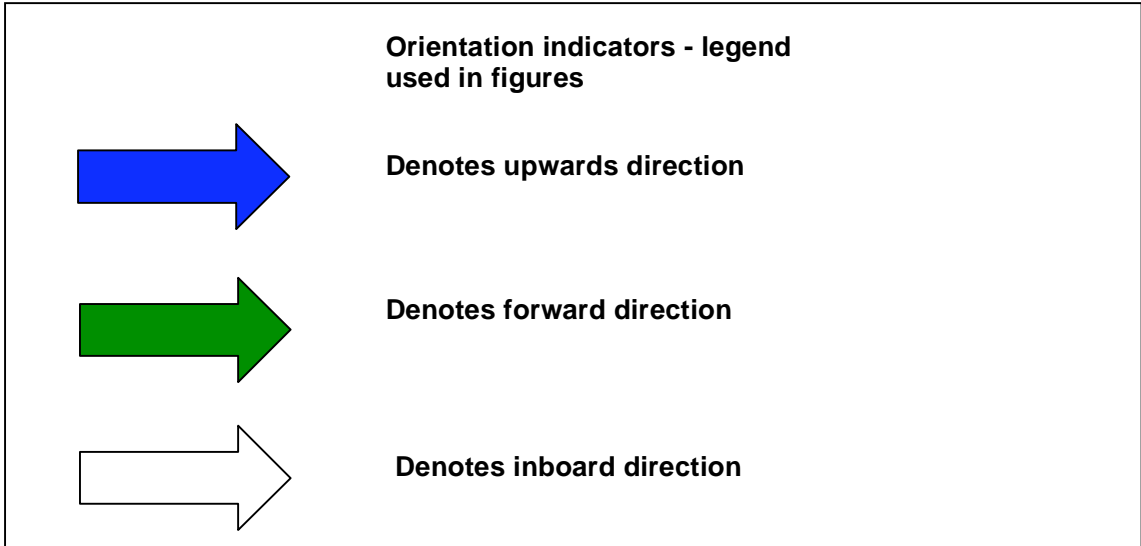 Orientation indicators - legend
used in figures
Denotes upwards direction
Denotes forward direction
Denotes inboard direction